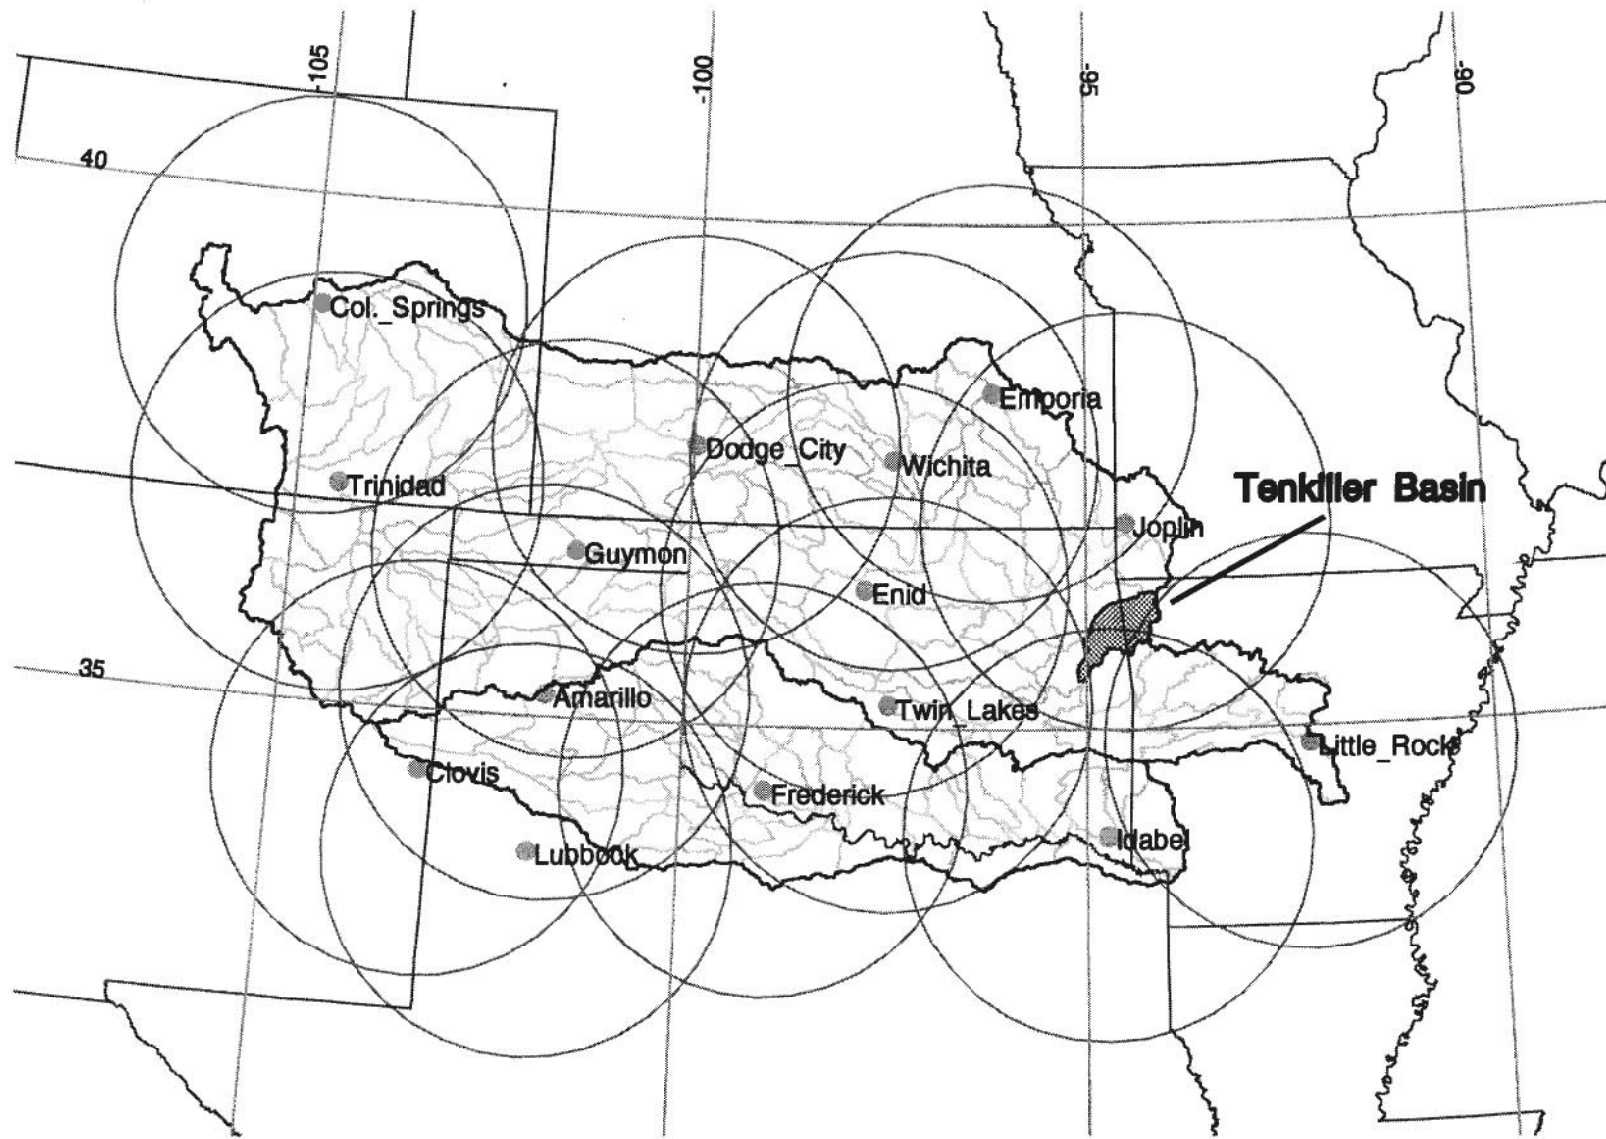 -105
-100
-95
-90
40
Col._Springs
Emporia
Dodge_City
Wichita
Trinidad
Tenkiller Basin
Joplin
Guymon
Enid
35
Amarillo
Twin_Lakes
Little_Rock
Clovis
Frederick
Idabel
Lubbock